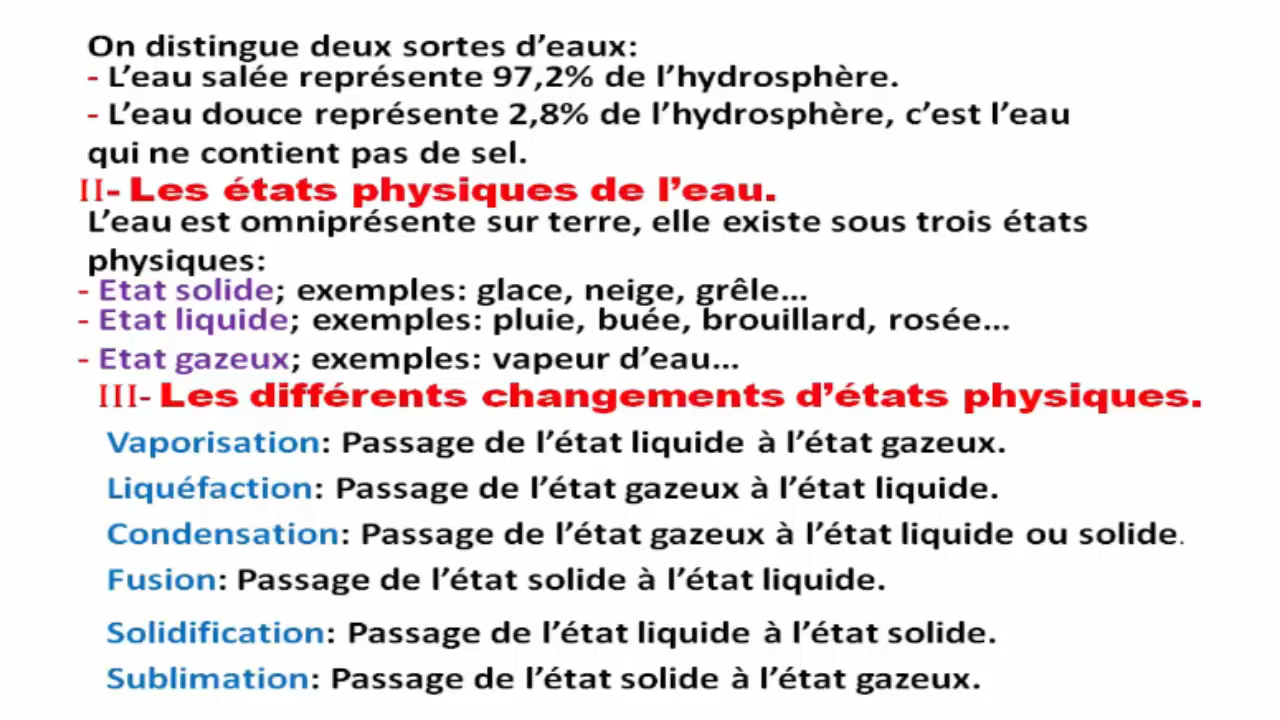 On distingue deux sortes d’eaux:
- L’eau salée représente 97,2% de l’hydrosphère.
- L’eau douce représente 2,8% de l’hydrosphère, c’est l’eau
qui ne contient pas de sel.
II- Les états physiques de l’eau.
L’eau est omniprésente sur terre, elle existe sous trois états
physiques:
- Etat solide; exemples: glace, neige, grêle...
- Etat liquide; exemples: pluie, buée, brouillard, rosée...
- Etat gazeux; exemples: vapeur d’eau...
III- Les différents changements d’états physiques.
Vaporisation: Passage de l’état liquide à l’état gazeux.
Liquéfaction: Passage de l’état gazeux à l’état liquide.
Condensation: Passage de l’état gazeux à l’état liquide ou solide.
Fusion: Passage de l’état solide à l’état liquide.
Solidification: Passage de l’état liquide à l’état solide.
Sublimation: Passage de l’état solide à l’état gazeux.